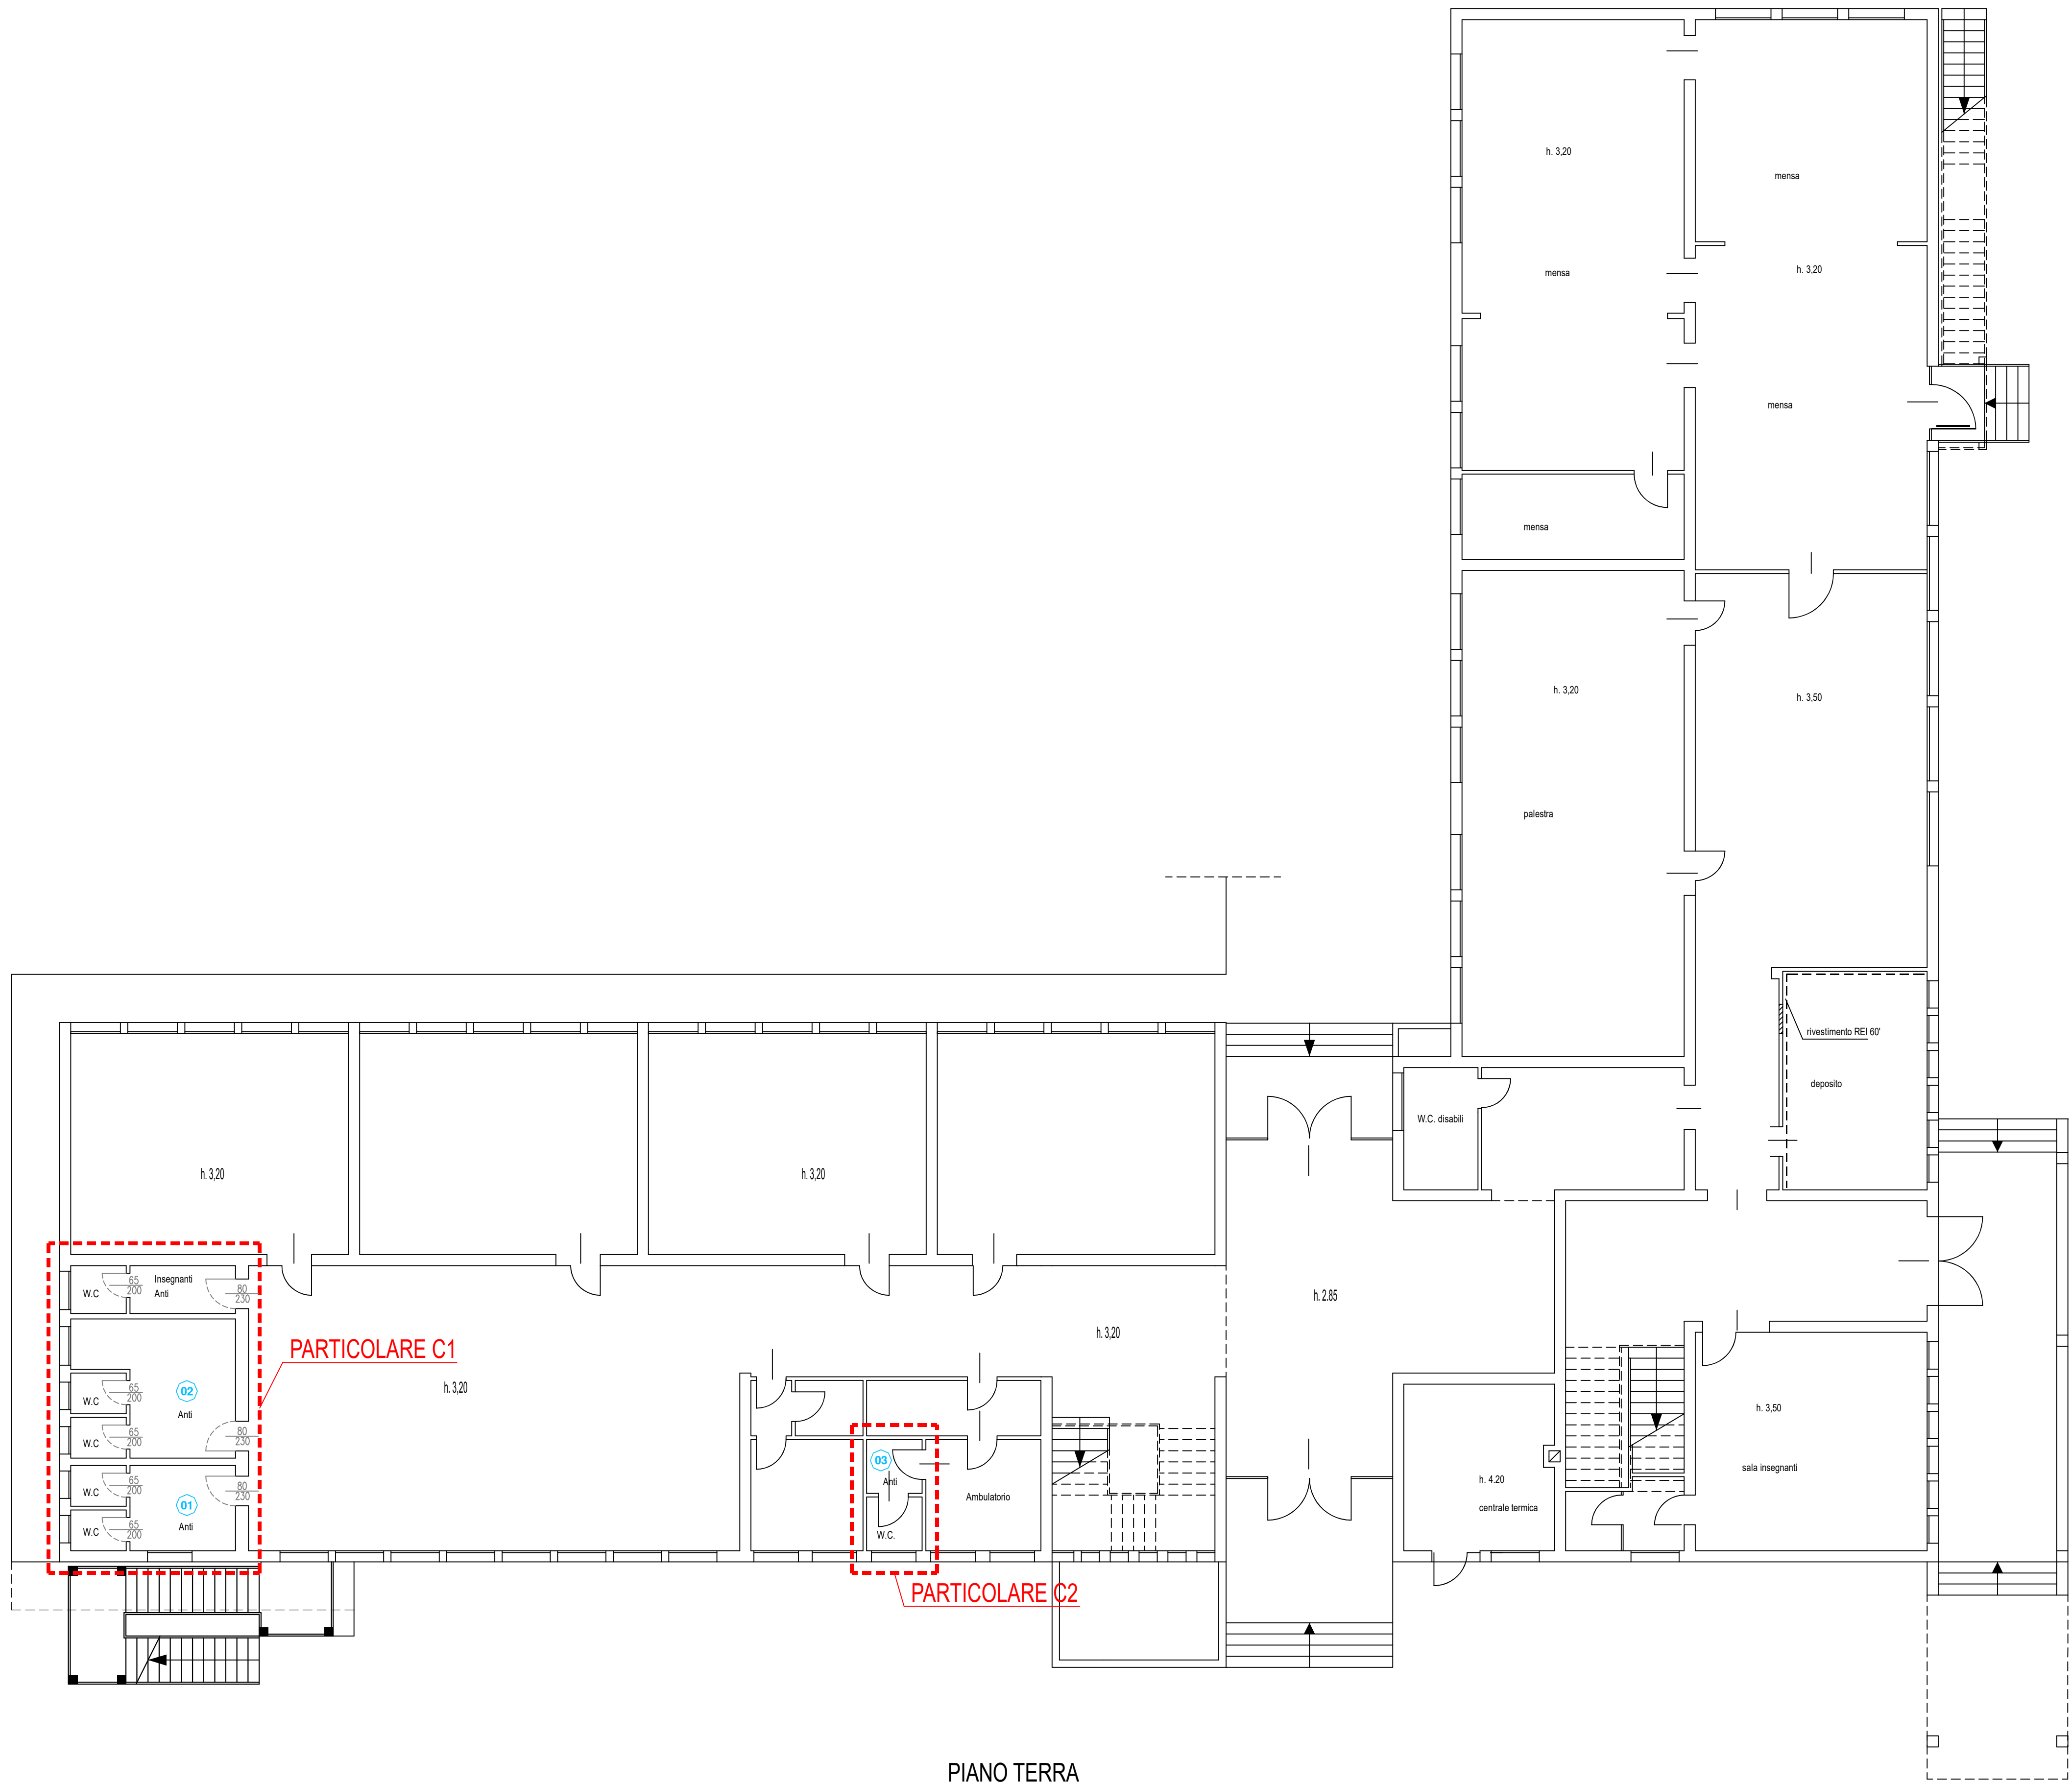 h. 3,20
mensa
mensa
h. 3,20
mensa
mensa
h. 3,20
h. 3,50
palestra
rivestimento REI 60'
deposito
W.C. disabili
h. 3,20
h. 3,20
W.C
65
200
Insegnanti
Anti
80
230
h. 2.85
h. 3,20
PARTICOLARE C1
h. 3,20
W.C
65
200
02
Anti
W.C
65
200
80
230
h. 3,50
sala insegnanti
03
Anti
Ambulatorio
W.C.
h. 4.20
centrale termica
W.C
65
200
80
230
01
Anti
W.C
65
200
PARTICOLARE C2
PIANO TERRA